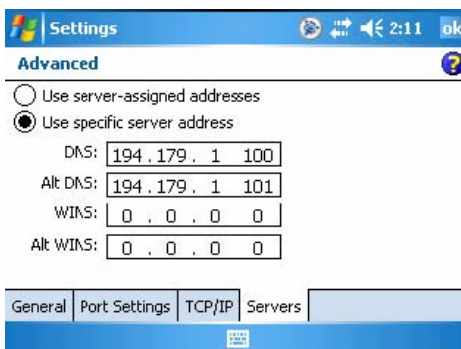 Settings 2:11 ok
Advanced ?
Use server-assigned addresses
Use specific server address
DNS: 194 . 179 . 1 100
Alt DNS: 194 . 179 . 1 101
WINS: 0 . 0 . 0 0
Alt WINS: 0 . 0 . 0 0
General Port Settings TCP/IP Servers